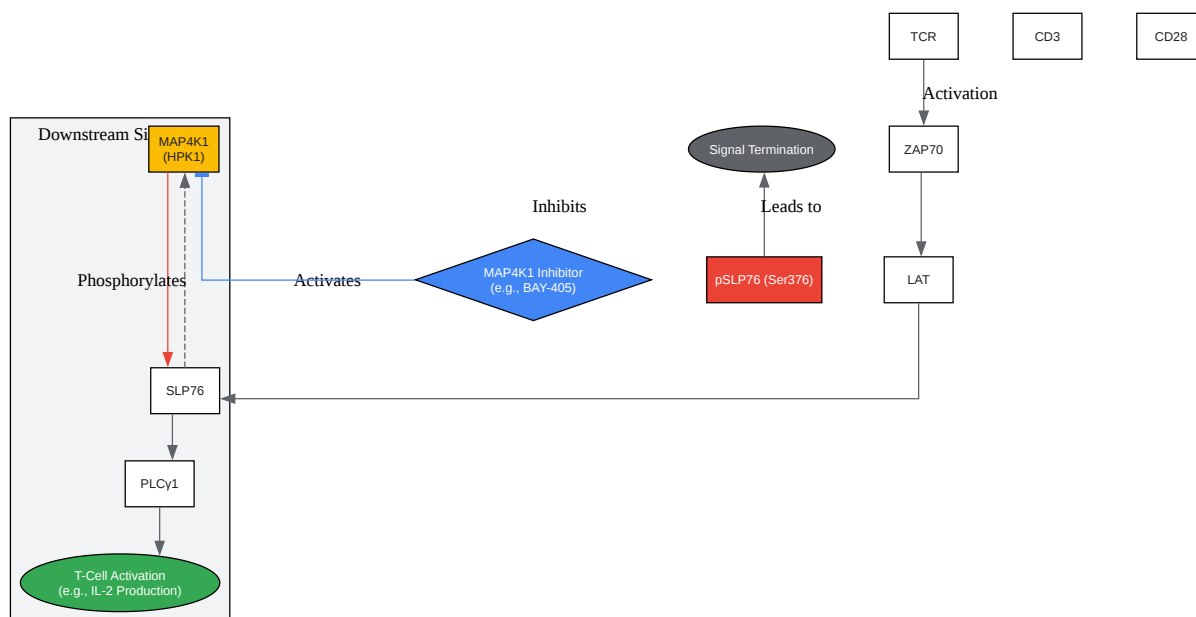 TCR
CD3
CD28
Activation
Downstream Si
MAP4K1
(HPK1)
Signal Termination
ZAP70
Inhibits
Leads to
Phosphorylates
Activates
MAP4K1 Inhibitor
(e.g., BAY-405)
pSLP76 (Ser376)
LAT
SLP76
PLCγ1
T-Cell Activation
(e.g., IL-2 Production)